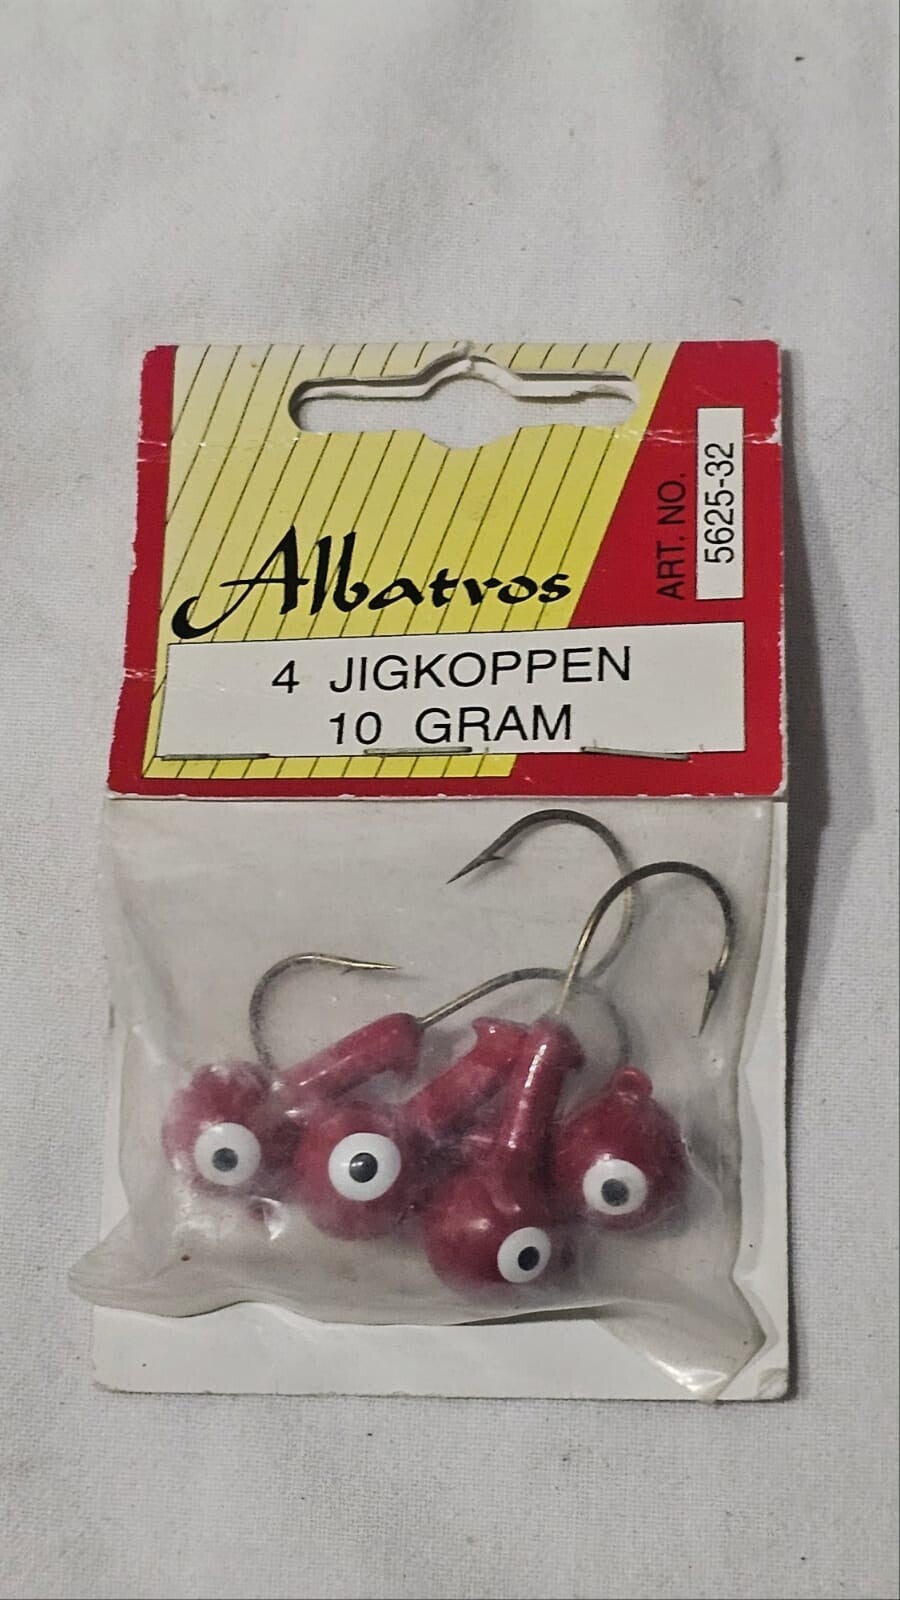 ART. NO.
5625-32
Albatros
4 JIGKOPPEN
10 GRAM